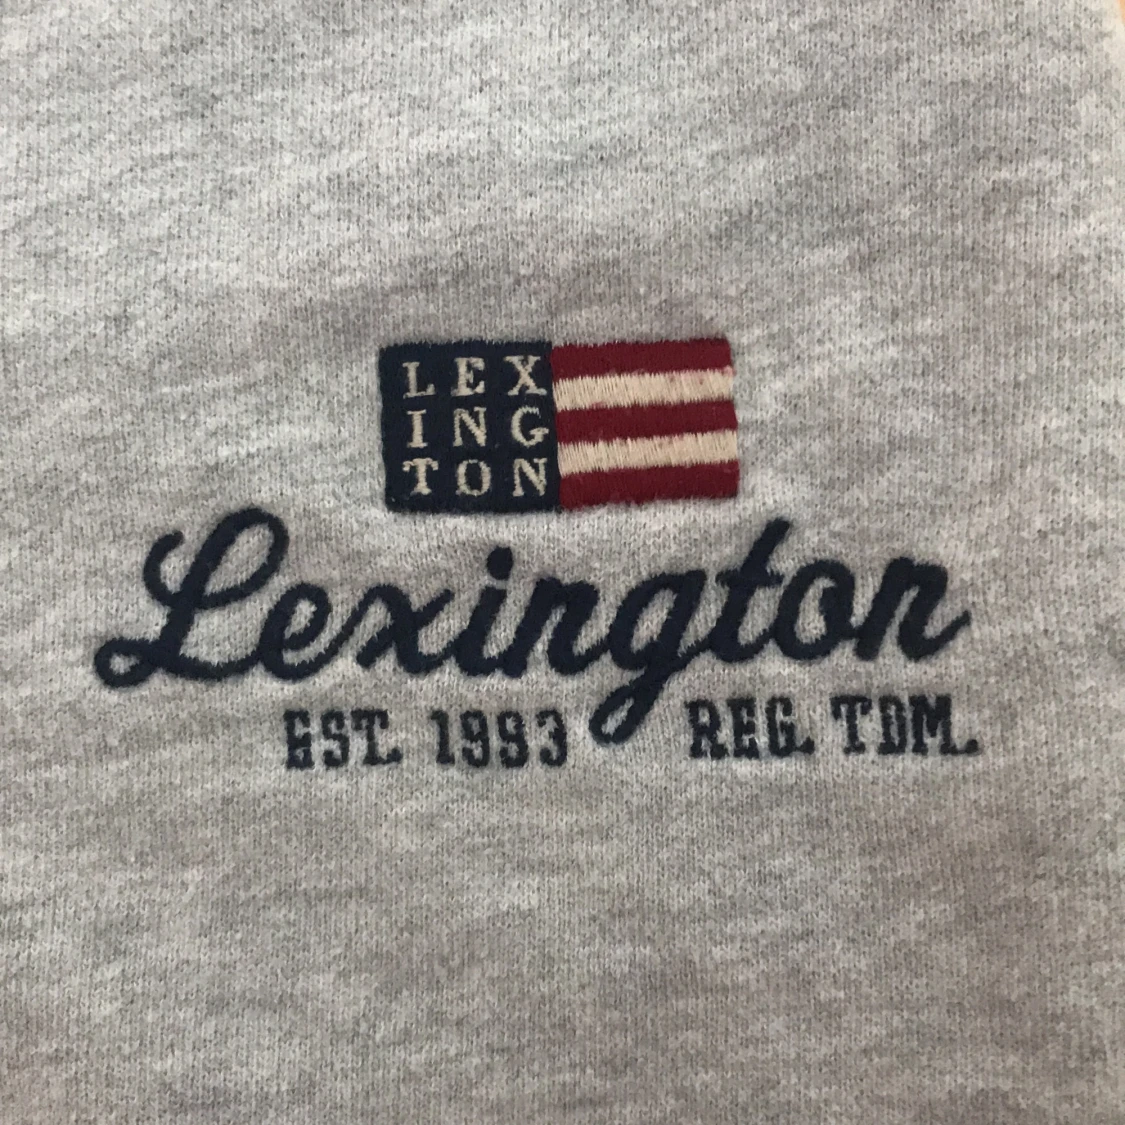 LEX
ING
TON
Lexington
EST. 1993 REG. TDM.